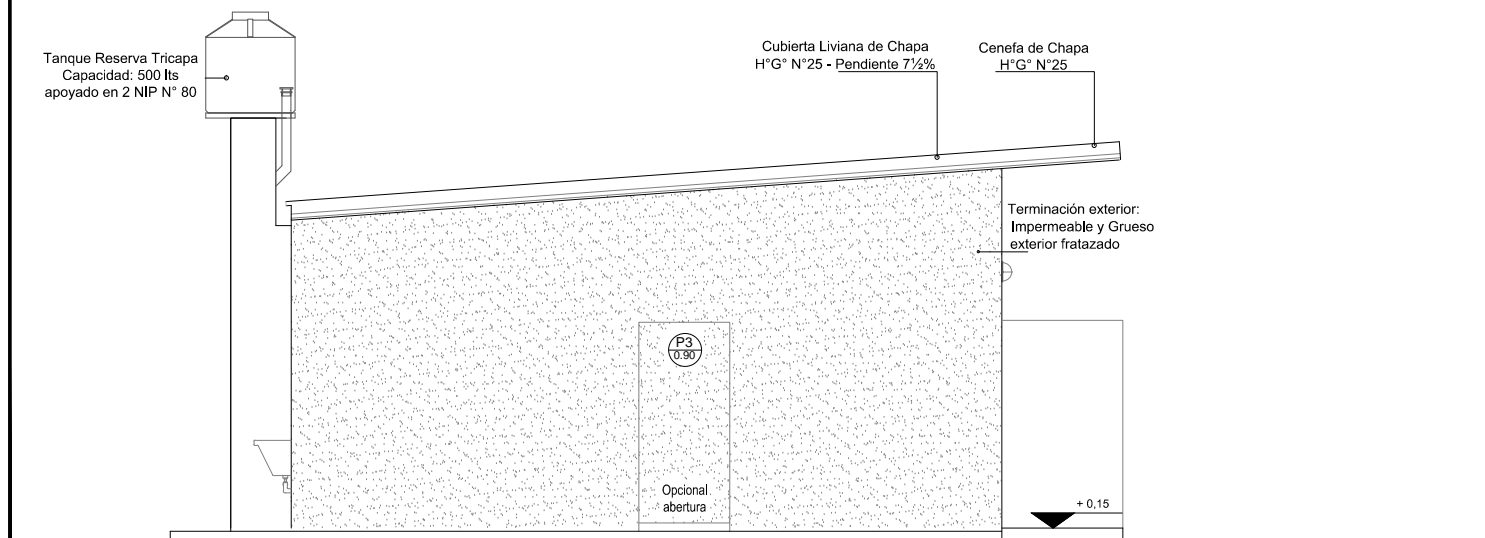 Tanque Reserva Tricapa
Capacidad: 500 lts
apoyado en 2 NIP N° 80
Cubierta Liviana de Chapa
H°G° N°25 - Pendiente 7½%
Cenefa de Chapa
H°G° N°25
Terminación exterior:
Impermeable y Grueso
exterior fratazado
P3
0.90
Opcional
abertura
+ 0,15